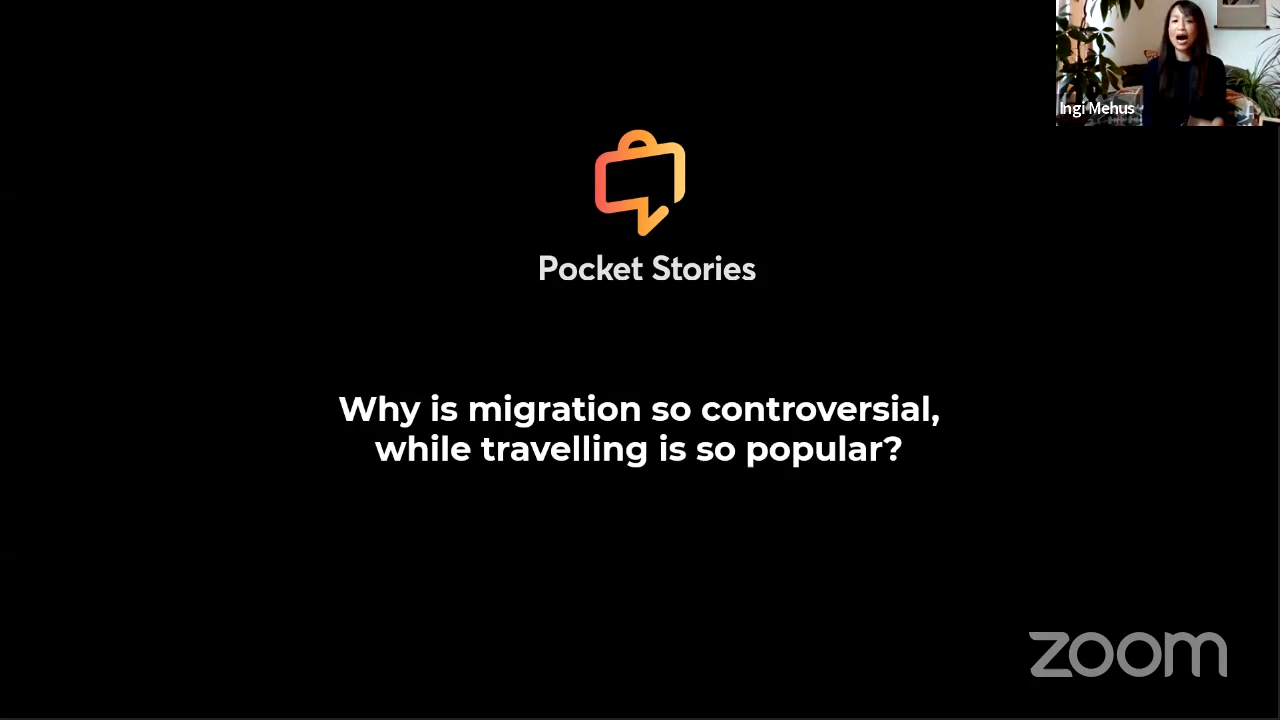 Ingi Mehus
Pocket Stories
Why is migration so controversial,
while travelling is so popular?
zoom